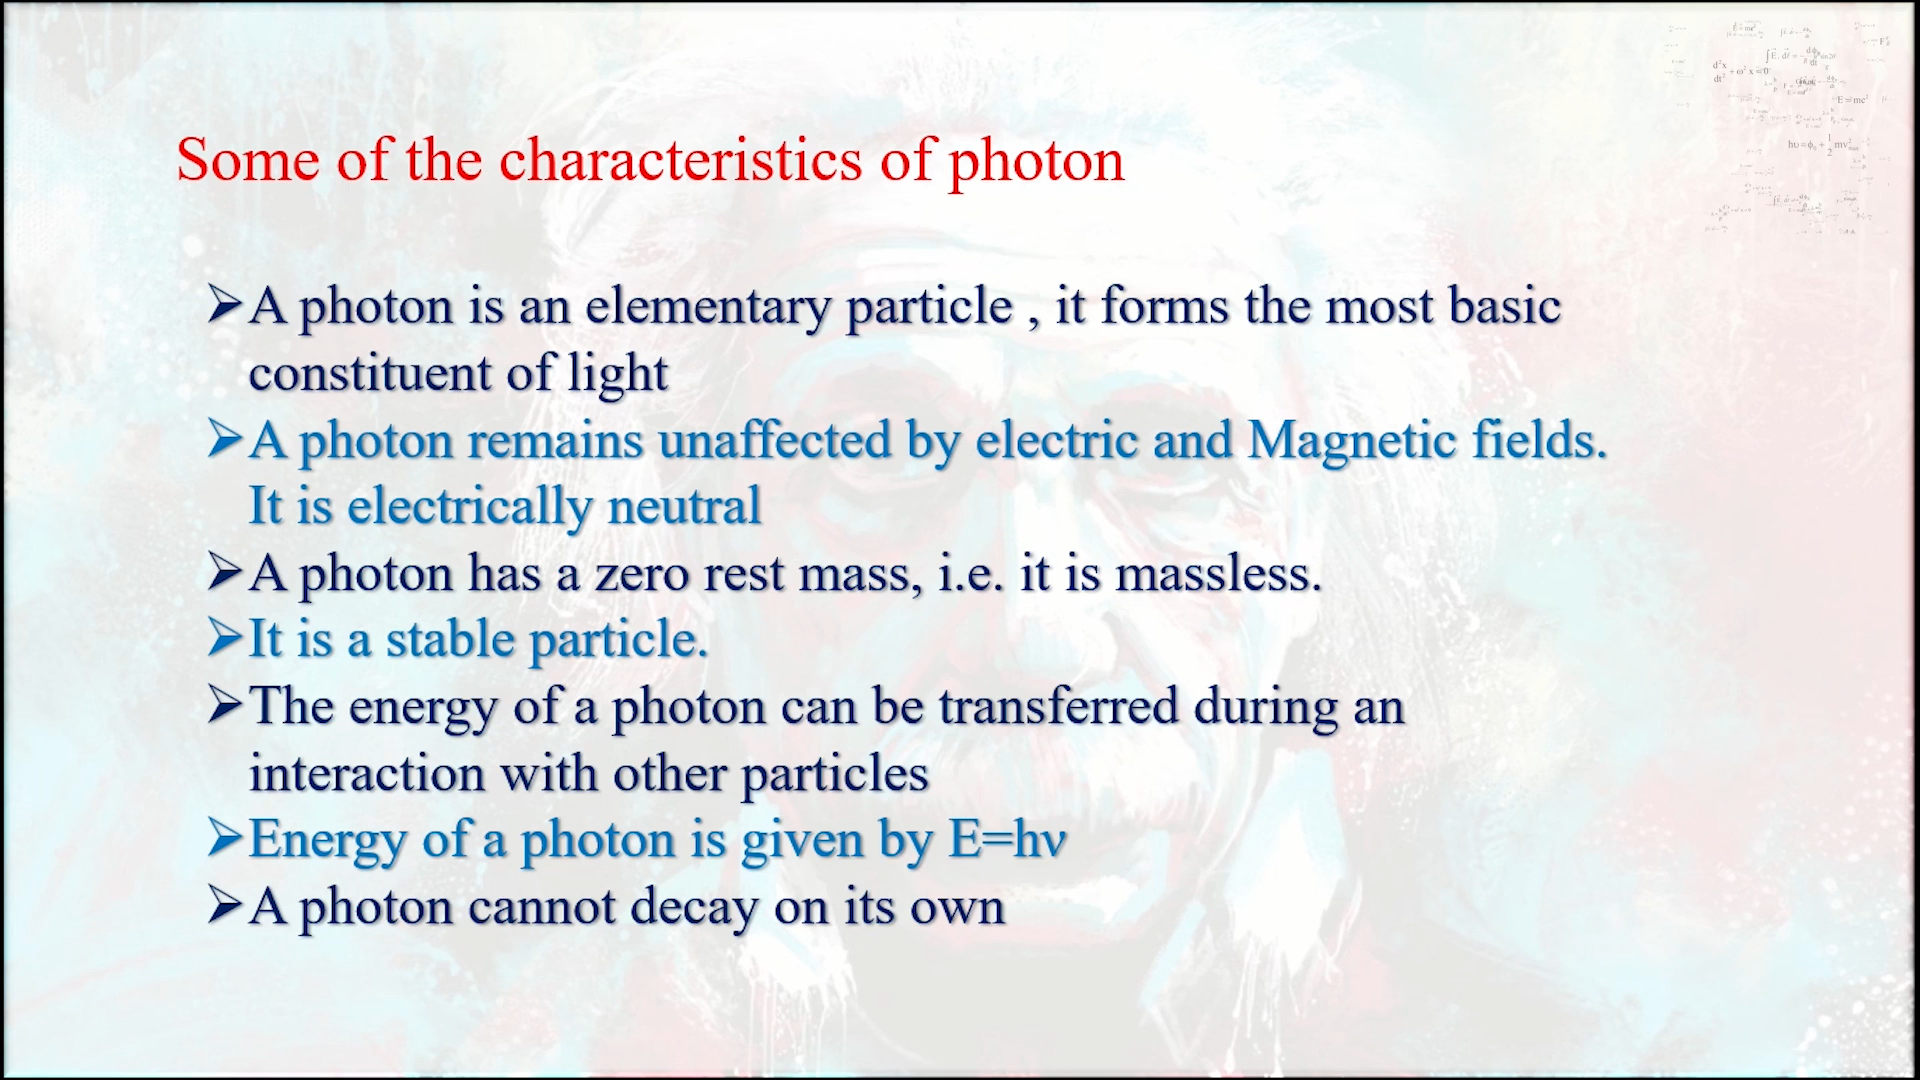 Some of the characteristics of photon
➢A photon is an elementary particle , it forms the most basic
constituent of light
➢A photon remains unaffected by electric and Magnetic fields.
It is electrically neutral
➢A photon has a zero rest mass, i.e. it is massless.
➢It is a stable particle.
➢The energy of a photon can be transferred during an
interaction with other particles
➢Energy of a photon is given by E=hν
➢A photon cannot decay on its own
E=mc²